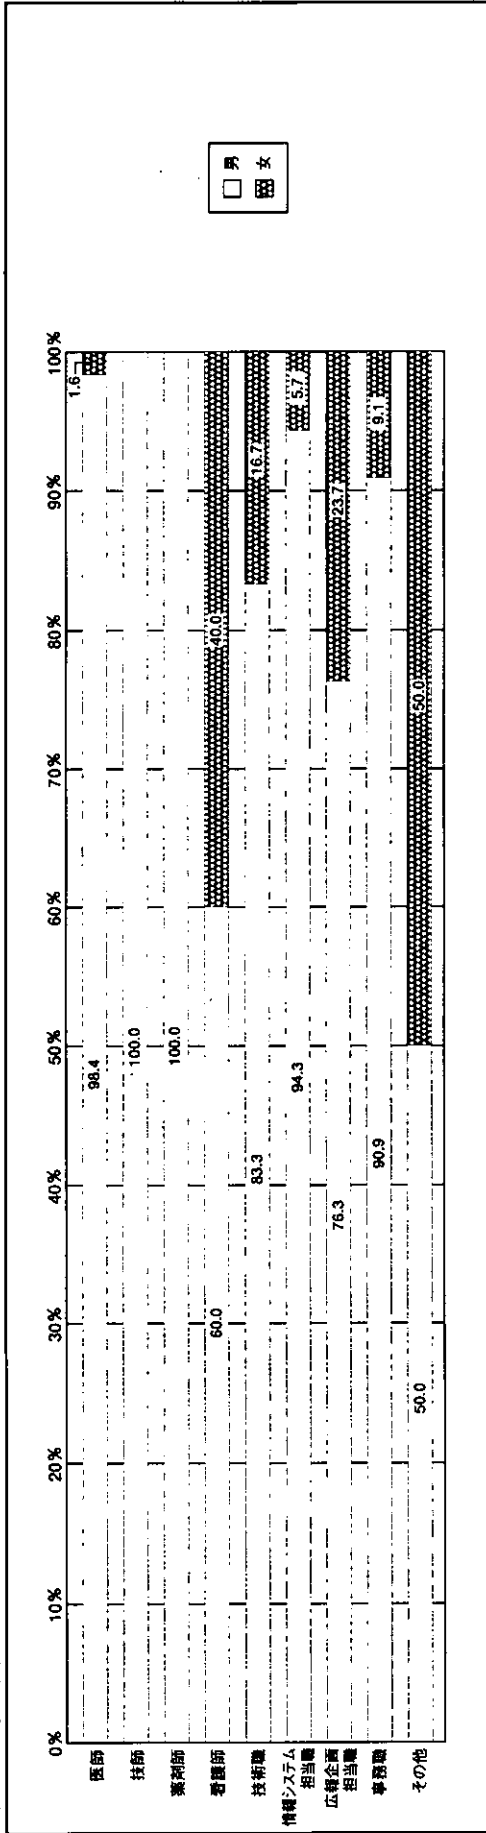 0% 10% 20% 30% 40% 50% 60% 70% 80% 90% 100%
医師 98.4 1.6
技師 100.0
薬剤師 100.0
看護師 60.0 40.0
技術職 83.3 16.7
情報システム
担当職 94.3 5.7
広報企画
担当職 76.3 23.7
事務職 90.9 9.1
その他 50.0 50.0
男
女